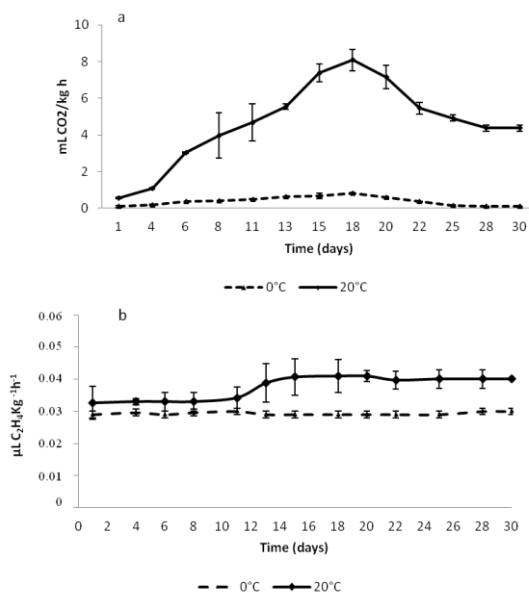 a
mL CO2/kg h
10
8
6
4
2
0
1 4 6 8 11 13 15 18 20 22 25 28 30
Time (days)
0°C 20°C
b
µL C₂H₄Kg⁻¹h⁻¹
0.06
0.05
0.04
0.03
0.02
0.01
0
0 2 4 6 8 10 12 14 16 18 20 22 24 26 28 30
Time (days)
0°C 20°C